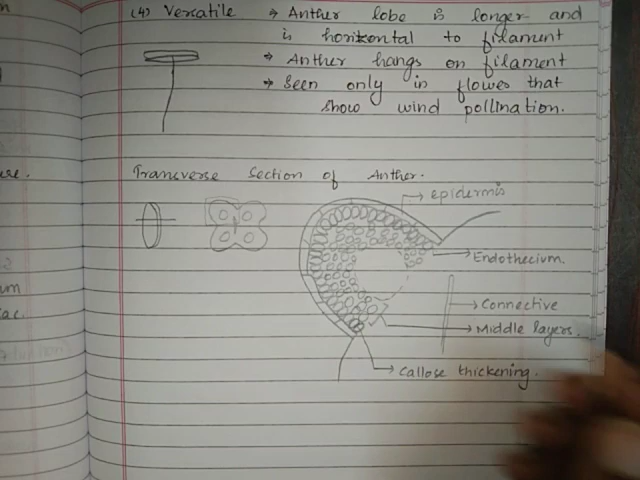 (4) Versatile → Anther lobe is longer and
is horizontal to filament
→ Anther hangs on filament
→ Seen only in flowes that
show wind pollination.
Transverse Section of Anther.
epidermis
Endothecium.
Connective
Middle layers.
Callose thickening.